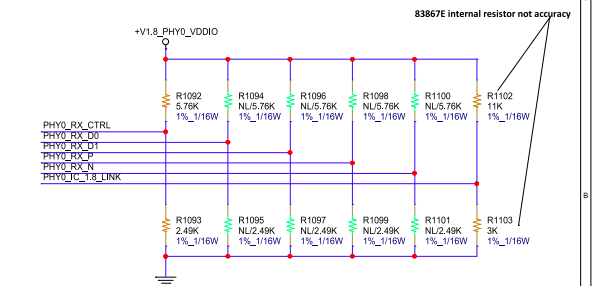 83867E internal resistor not accuracy
+V1.8_PHY0_VDDIO
R1092
5.76K
1%_1/16W
R1094
NL/5.76K
1%_1/16W
R1096
NL/5.76K
1%_1/16W
R1098
NL/5.76K
1%_1/16W
R1100
NL/5.76K
1%_1/16W
R1102
11K
1%_1/16W
PHY0_RX_CTRL
PHY0_RX_D0
PHY0_RX_D1
PHY0_RX_P
PHY0_RX_N
PHY0_IC_1.8_LINK
B
R1093
2.49K
1%_1/16W
R1095
NL/2.49K
1%_1/16W
R1097
NL/2.49K
1%_1/16W
R1099
NL/2.49K
1%_1/16W
R1101
NL/2.49K
1%_1/16W
R1103
3K
1%_1/16W